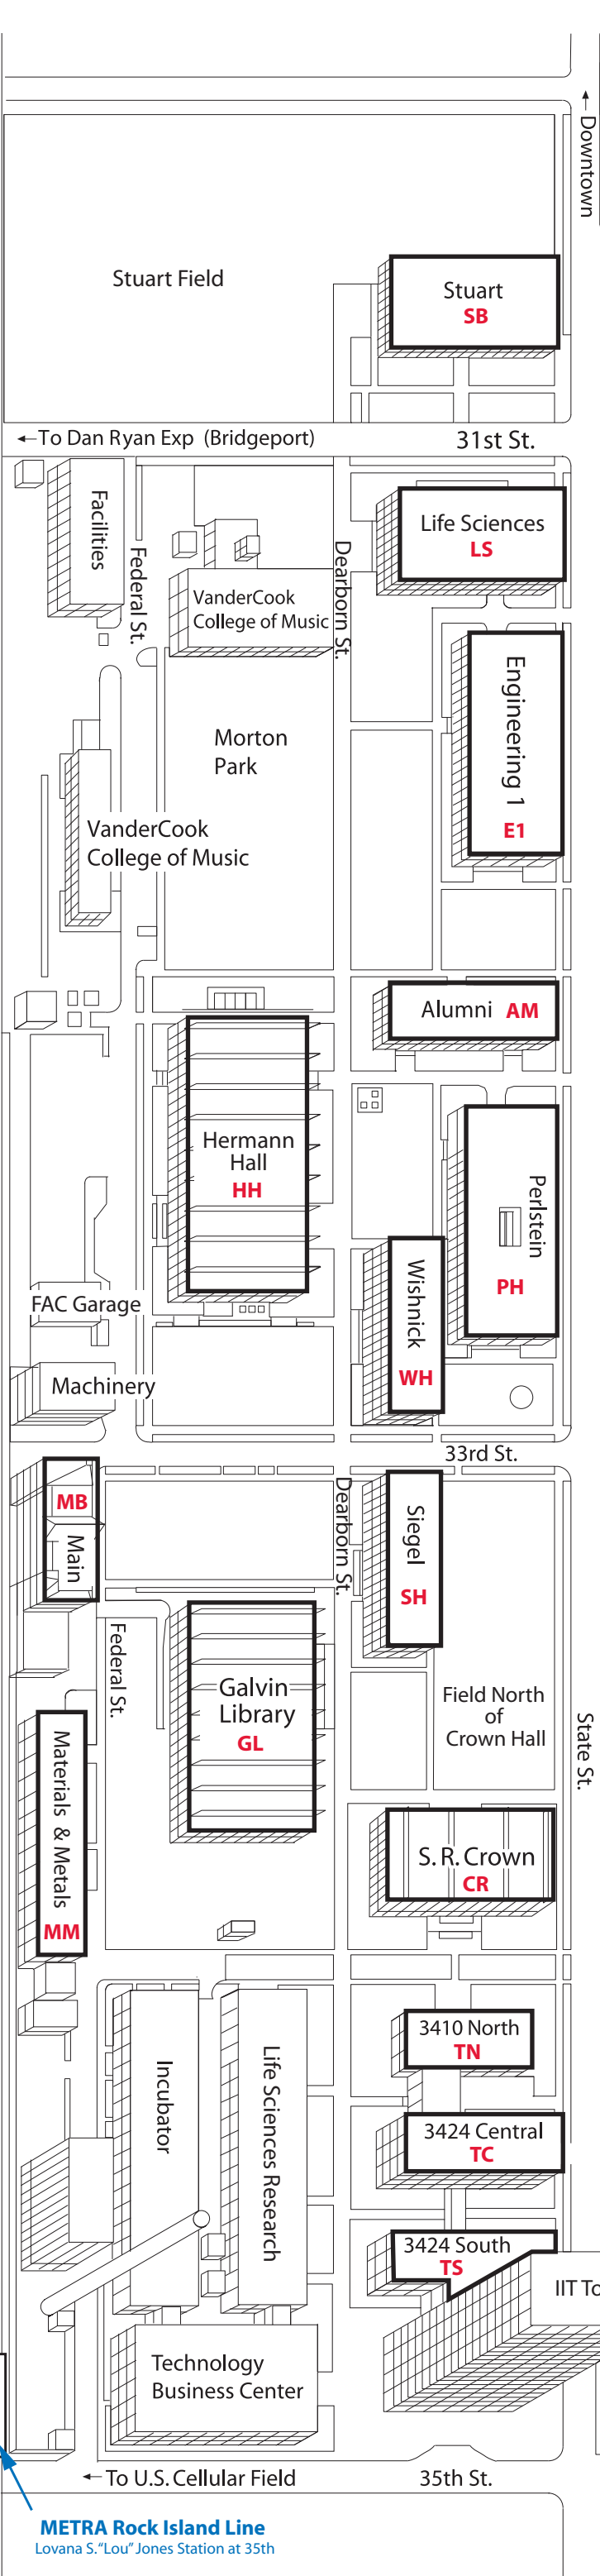 Downtown
Stuart Field
Stuart
SB
To Dan Ryan Exp (Bridgeport)
31st St.
Facilities
Federal St.
Life Sciences
LS
Dearborn St.
VanderCook
College of Music
Engineering 1
E1
Morton
Park
VanderCook
College of Music
Alumni AM
Hermann
Hall
HH
Perlstein
PH
Wishnick
WH
FAC Garage
Machinery
33rd St.
MB
Main
Dearborn St.
Siegel
SH
Federal St.
Galvin
Library
GL
Field North
of
Crown Hall
State St.
Materials & Metals
MM
S. R. Crown
CR
3410 North
TN
Incubator
Life Sciences Research
3424 Central
TC
3424 South
TS
IIT To
Technology
Business Center
To U.S. Cellular Field
35th St.
METRA Rock Island Line
Lovana S. "Lou" Jones Station at 35th